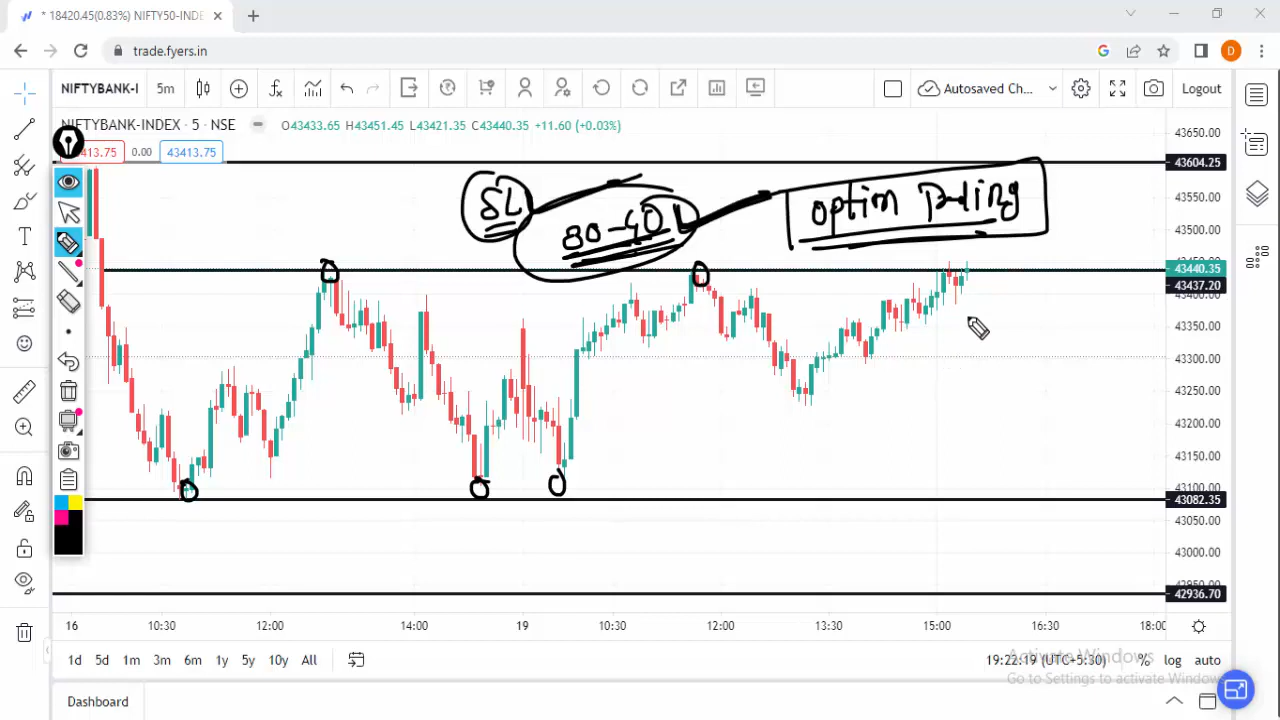 * 18420.45(0.83%) NIFTY50-INDE
trade.fyers.in
D
NIFTYBANK-I 5m Autosaved Ch... Logout
NIFTYBANK-INDEX · 5 · NSE O43433.65 H43451.45 L43421.35 C43440.35 +11.60 (+0.03%)
413.75 0.00 43413.75
43650.00
43604.25
43550.00
43500.00
43440.35
43437.20
43400.00
43350.00
43300.00
43250.00
43200.00
43150.00
43100.00
43082.35
43050.00
43000.00
42950.00
42936.70
SL
80-40 L
16 10:30 12:00 14:00 19 10:30 12:00 13:30 15:00 16:30 18:00
1d 5d 1m 3m 6m 1y 5y 10y All 19:22:19 (UTC+5:30) % log auto
Activate Windows
Go to Settings to activate Windows
Dashboard